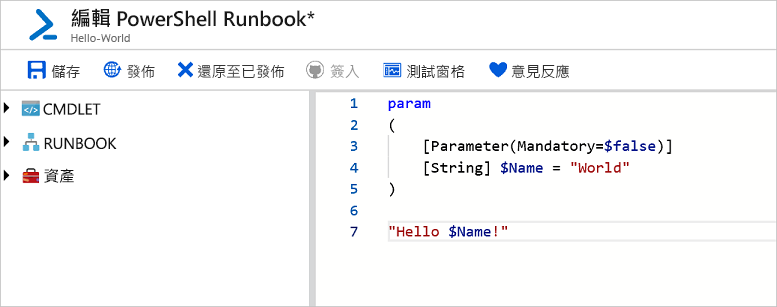 編輯 PowerShell Runbook*
Hello-World
儲存 發佈 還原至已發佈 簽入 測試窗格 意見反應
CMDLET
RUNBOOK
資產
1 param
2 (
3 [Parameter(Mandatory=$false)]
4 [String] $Name = "World"
5 )
6
7 "Hello $Name!"